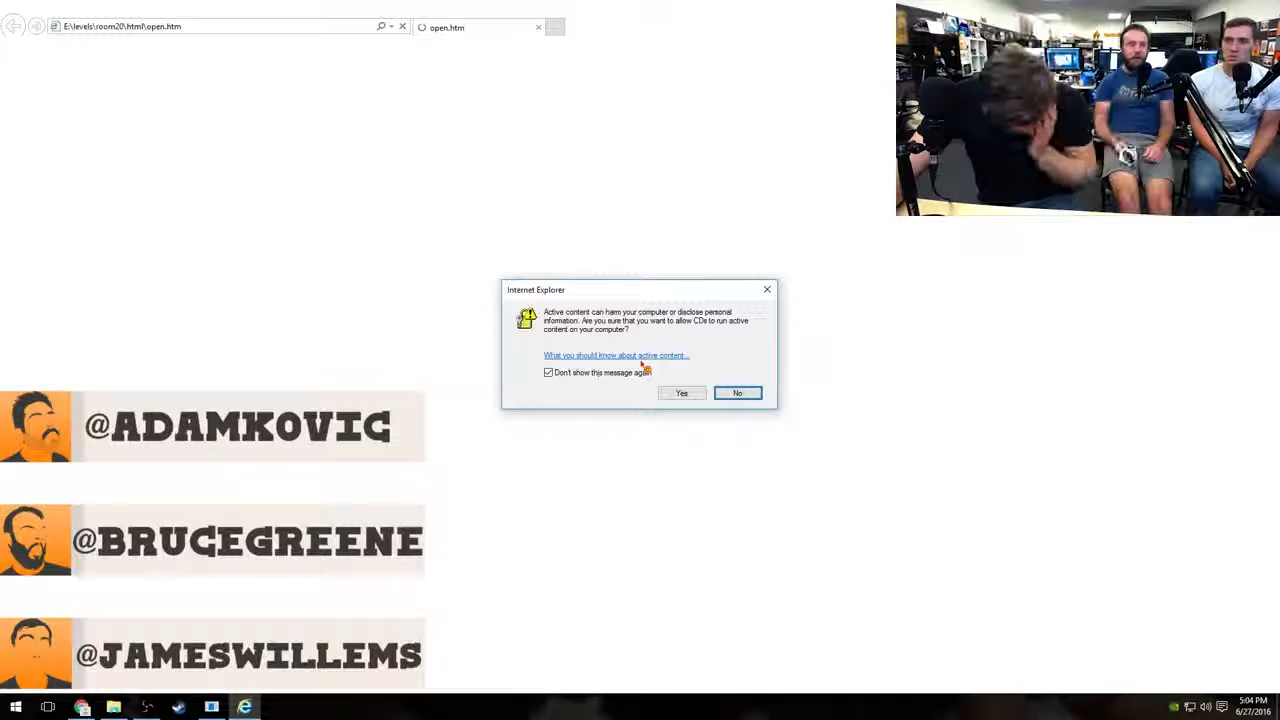 E:\levels\room20\html\open.htm
open.htm
Internet Explorer
Active content can harm your computer or disclose personal
information. Are you sure that you want to allow CDs to run active
content on your computer?
What you should know about active content...
Don't show this message again
Yes
No
@ADAMKOVIC
@BRUCEGREENE
@JAMESWILLEMS
5:04 PM
6/27/2016